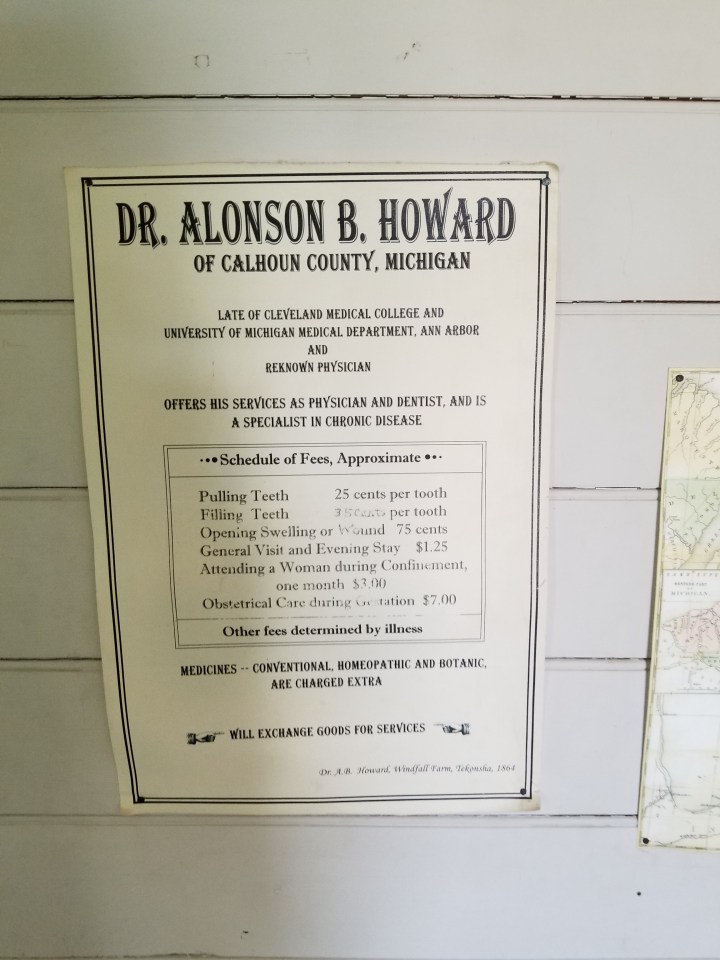 DR. ALONSON B. HOWARD
OF CALHOUN COUNTY, MICHIGAN
LATE OF CLEVELAND MEDICAL COLLEGE AND
UNIVERSITY OF MICHIGAN MEDICAL DEPARTMENT, ANN ARBOR
AND
REKNOWN PHYSICIAN
OFFERS HIS SERVICES AS PHYSICIAN AND DENTIST, AND IS
A SPECIALIST IN CHRONIC DISEASE
Schedule of Fees, Approximate
Pulling Teeth 25 cents per tooth
Filling Teeth 35 cents per tooth
Opening Swelling or Wound 75 cents
General Visit and Evening Stay $1.25
Attending a Woman during Confinement,
one month $3.00
Obstetrical Care during Gestation $7.00
Other fees determined by illness
MEDICINES -- CONVENTIONAL, HOMEOPATHIC AND BOTANIC,
ARE CHARGED EXTRA
WILL EXCHANGE GOODS FOR SERVICES
Dr. A.B. Howard, Windfall Farm, Tekonsha, 1864
MICHIGAN